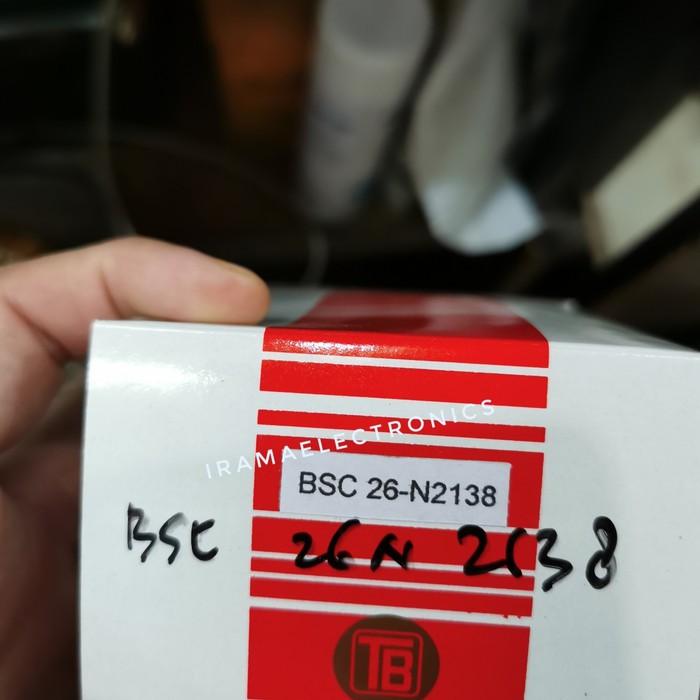 IRAMAELECTRONICS
BSC 26-N2138
BSC 26N 2138
TB